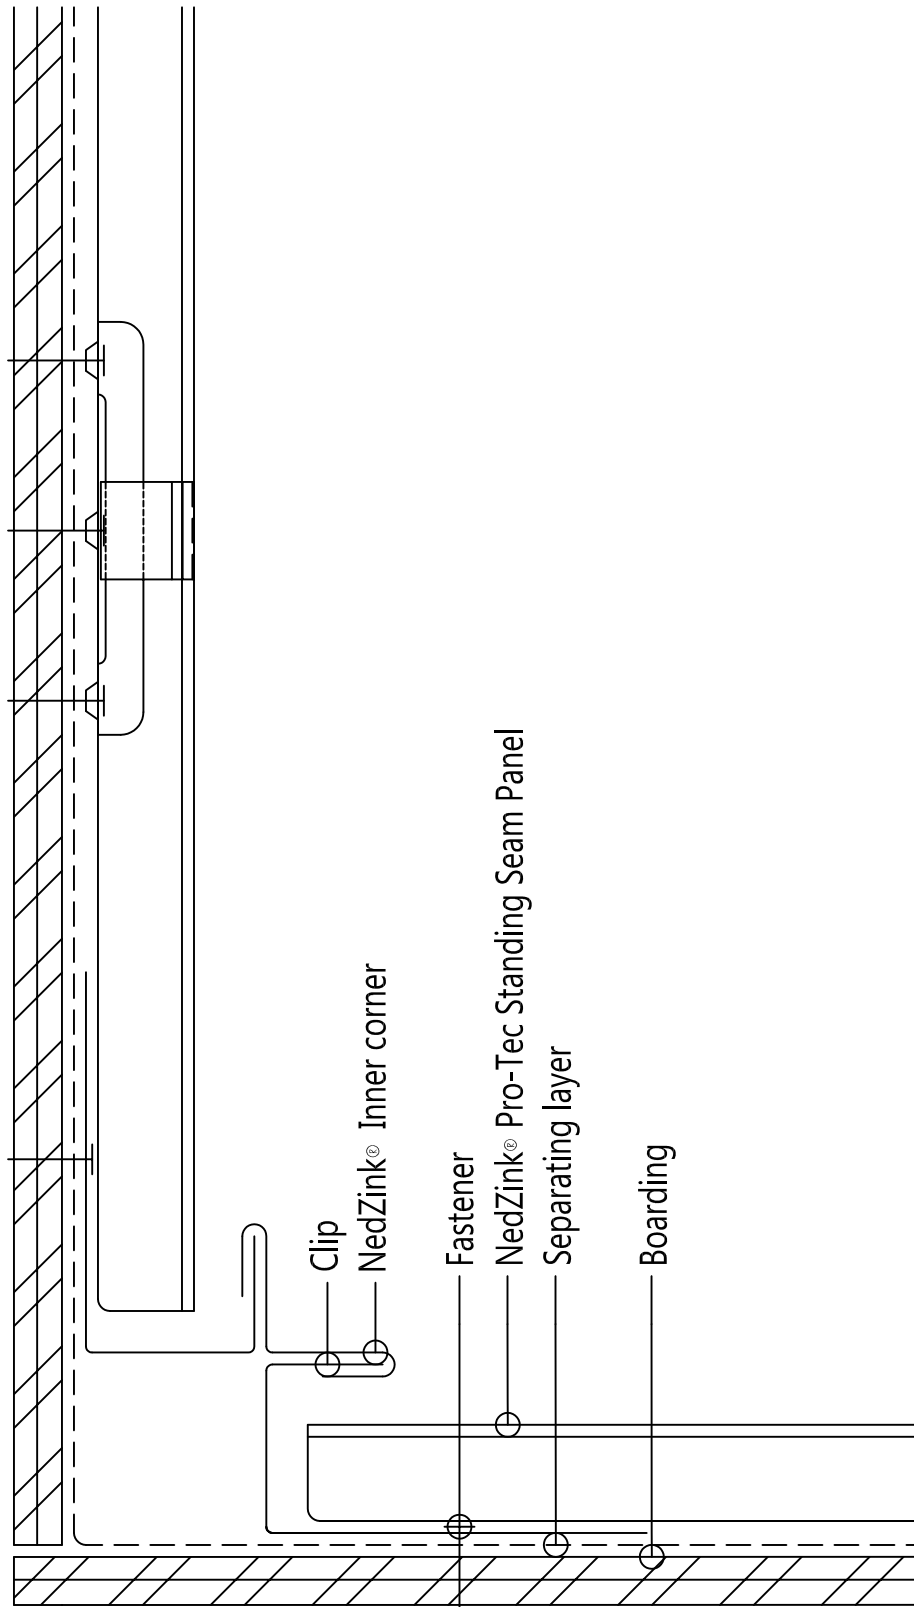 Clip
NedZink® Inner corner
Fastener
NedZink® Pro-Tec Standing Seam Panel
Separating layer
Boarding